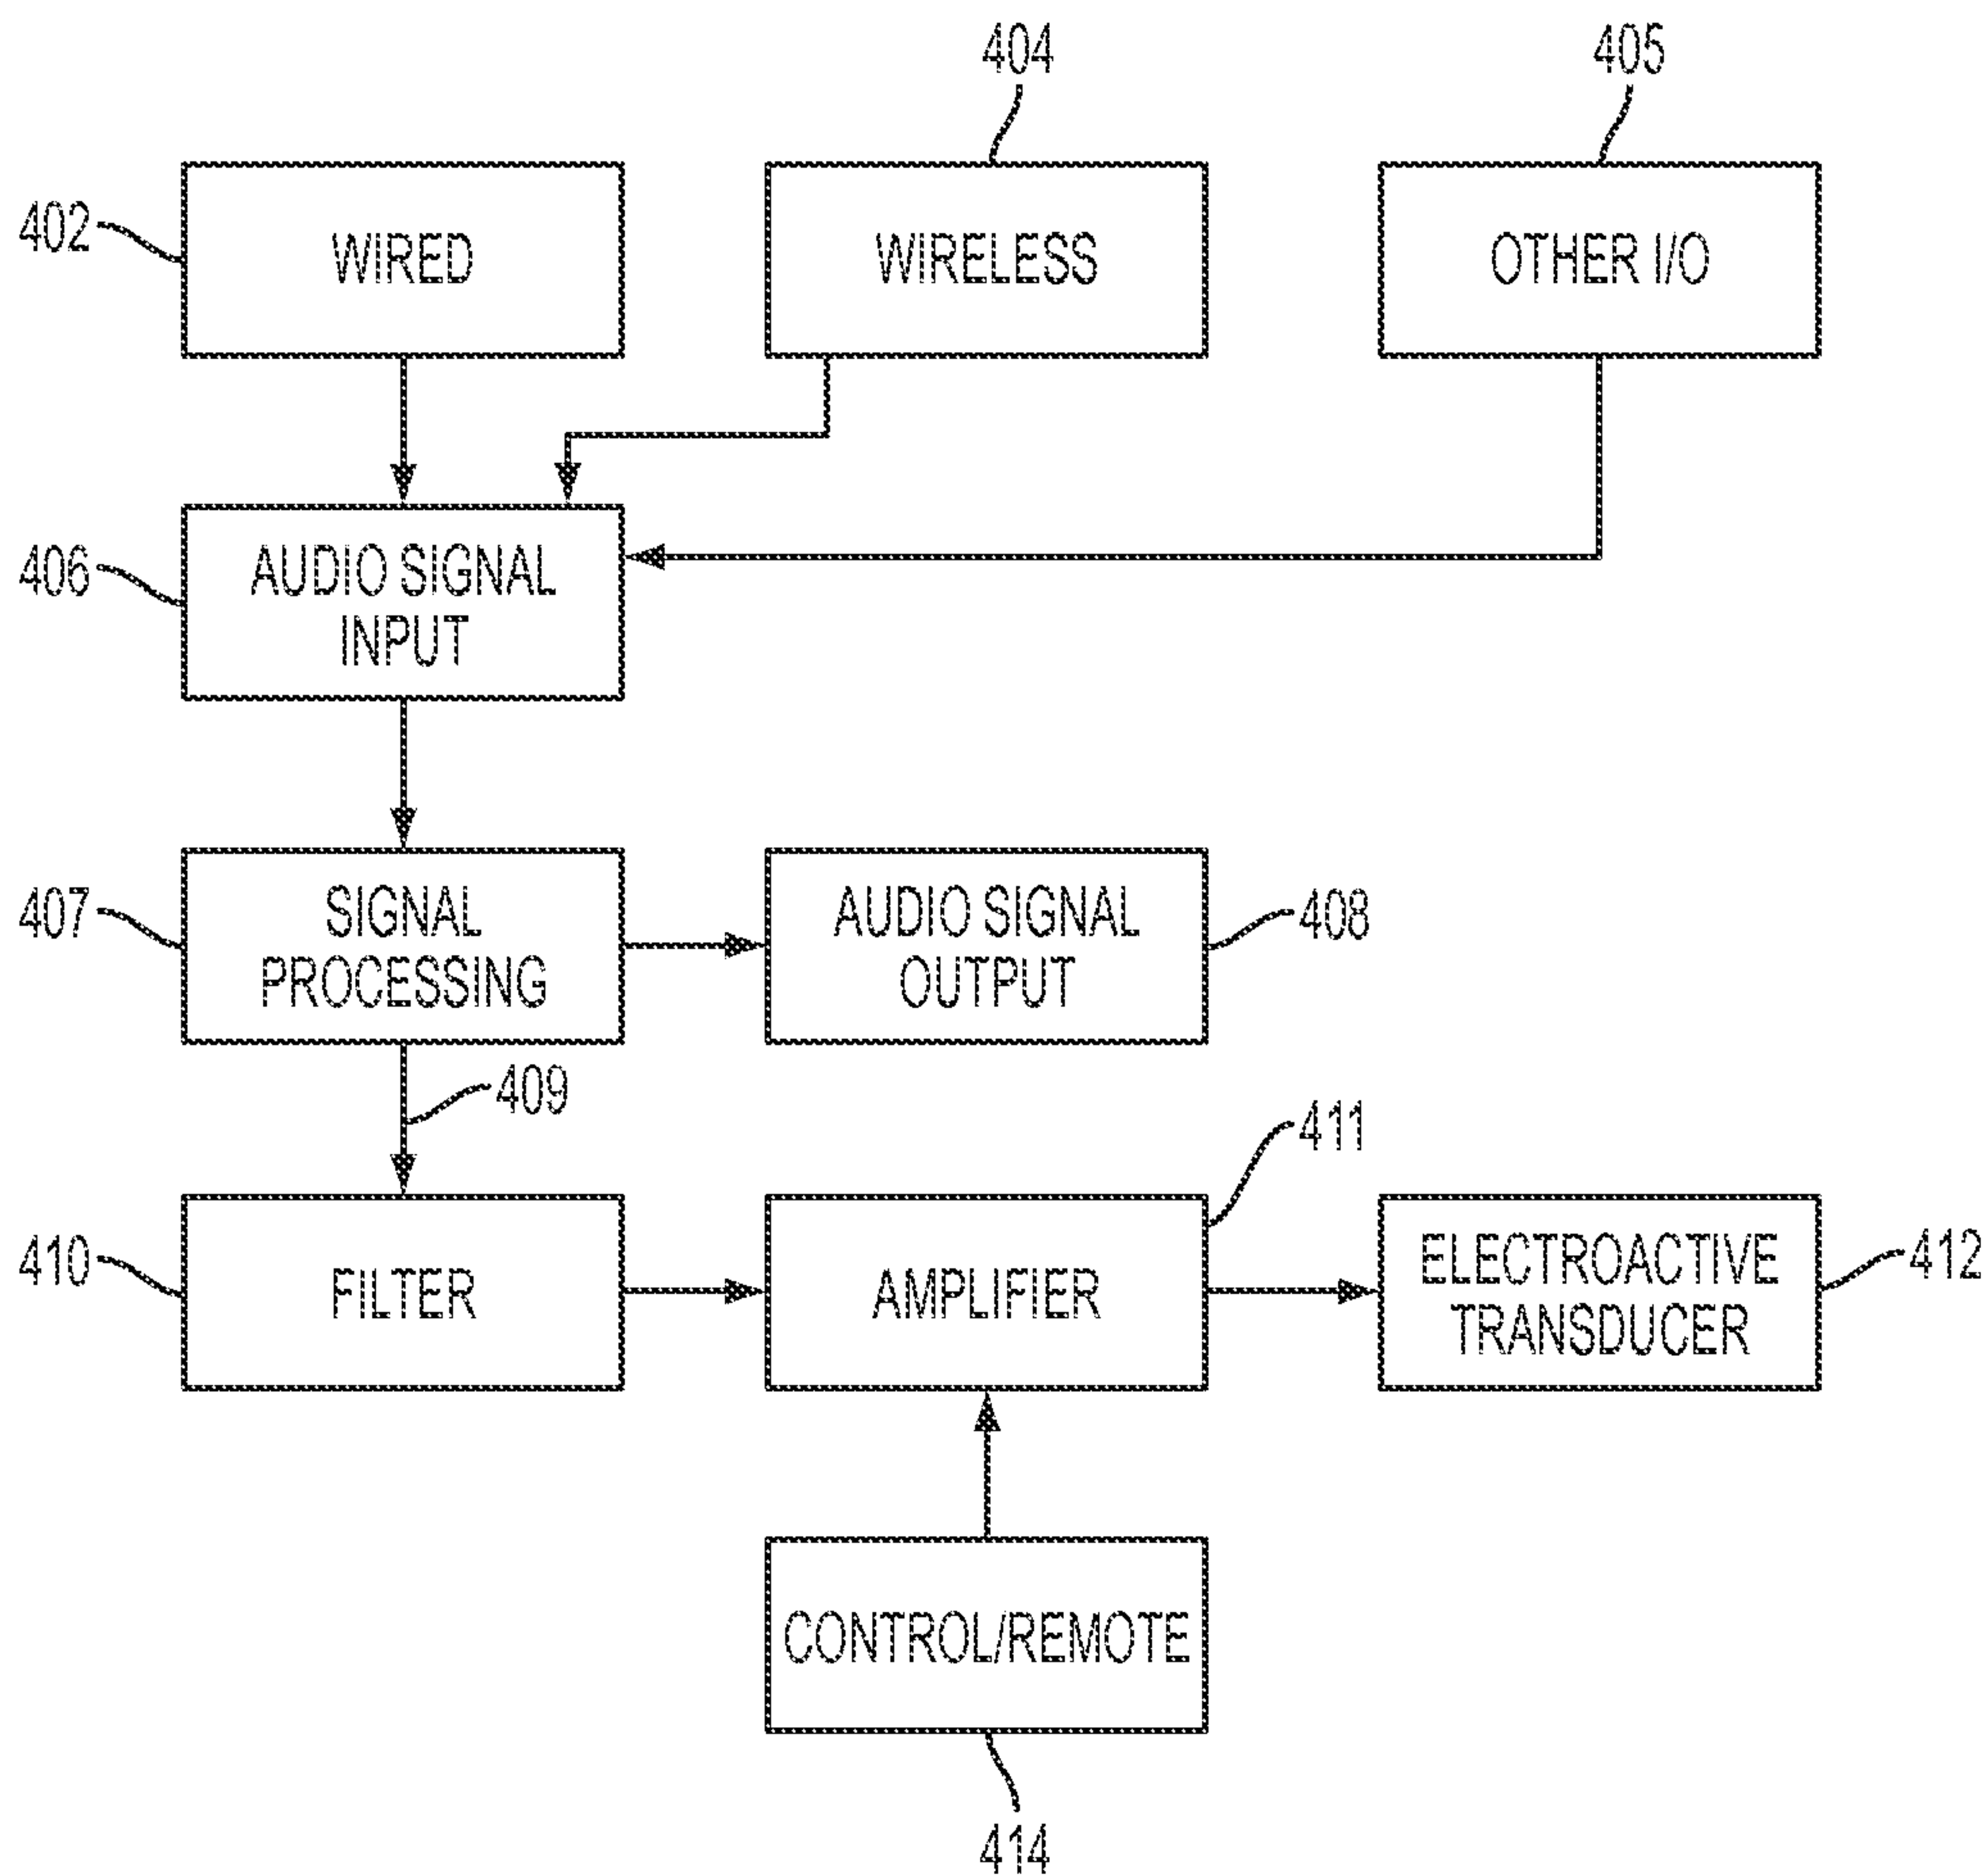 404
405
402
WIRED
WIRELESS
OTHER I/O
406
AUDIO SIGNAL
INPUT
407
SIGNAL
PROCESSING
AUDIO SIGNAL
OUTPUT
408
409
411
410
FILTER
AMPLIFIER
ELECTROACTIVE
TRANSDUCER
412
CONTROL/REMOTE
414